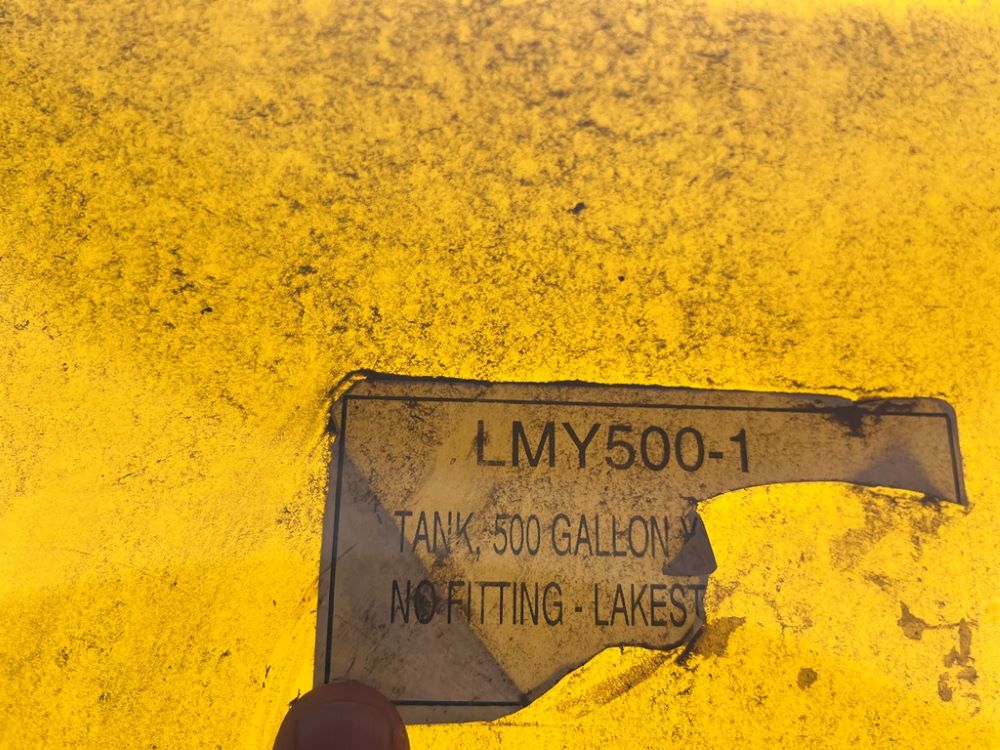 LMY500-1
TANK, 500 GALLON Y
NO FITTING - LAKEST